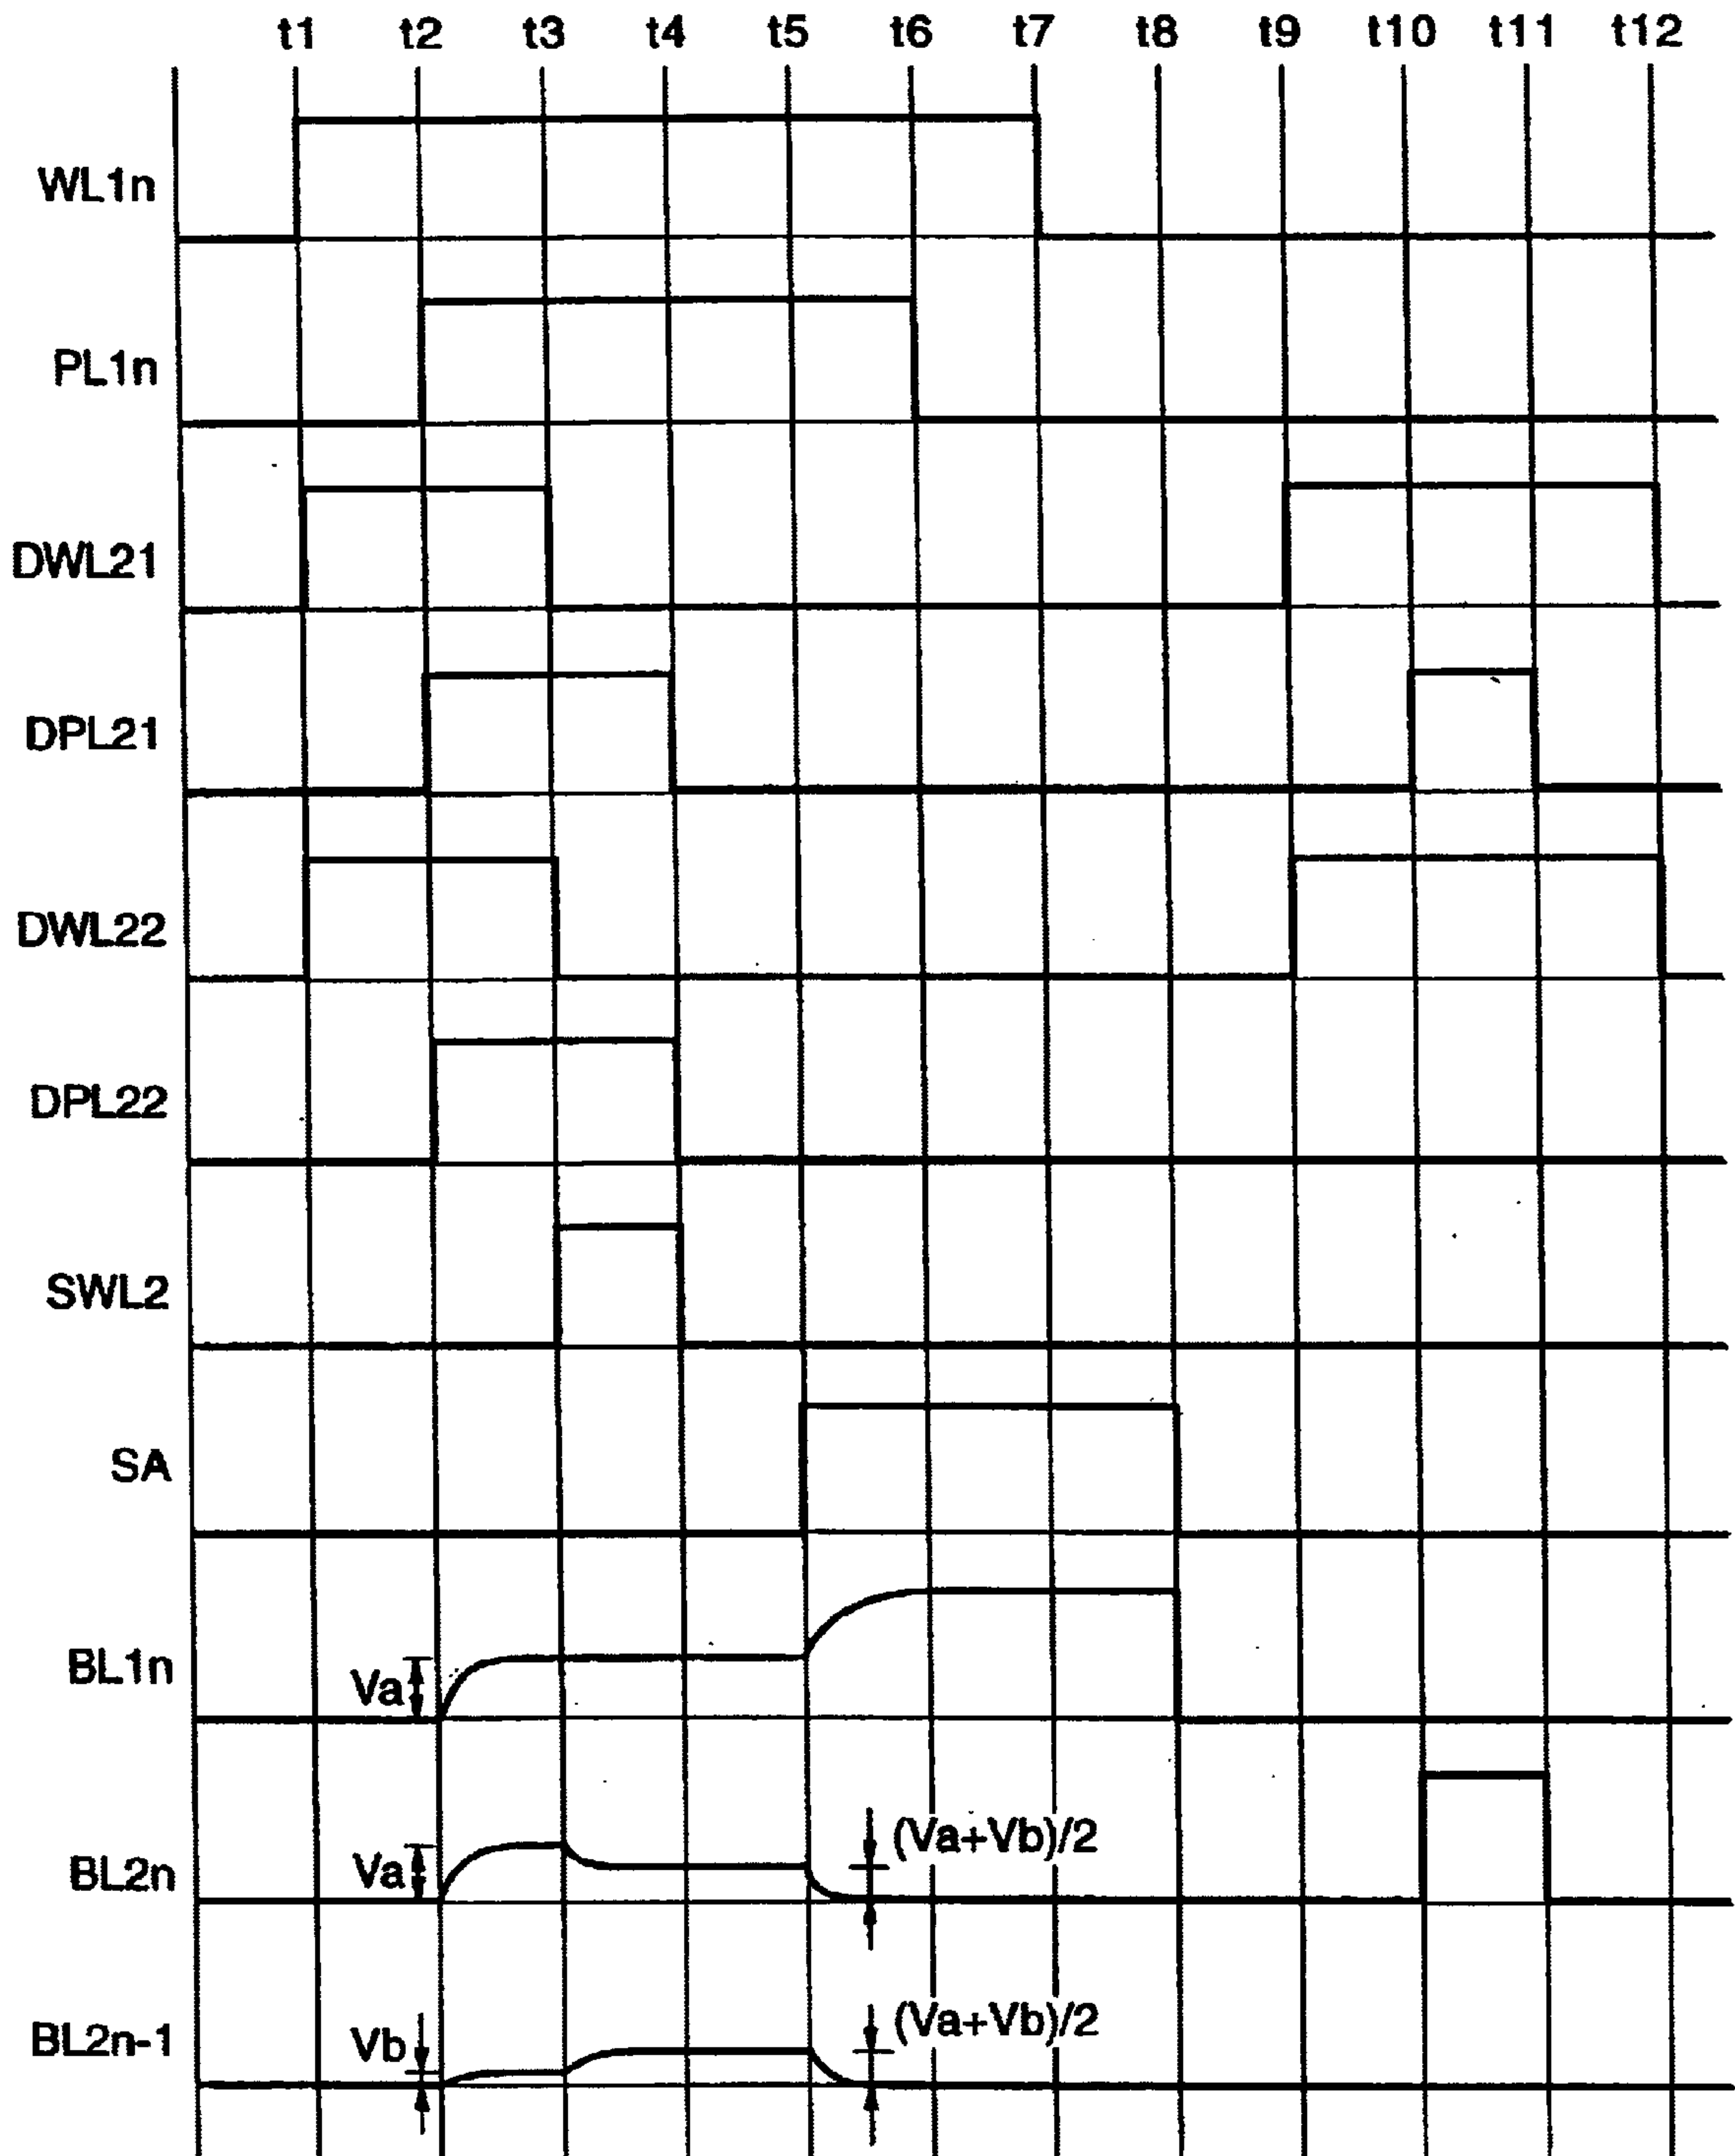 t1 t2 t3 t4 t5 t6 t7 t8 t9 t10 t11 t12
WL1n
PL1n
DWL21
DPL21
DWL22
DPL22
SWL2
SA
BL1n
Va
BL2n
Va
(Va+Vb)/2
BL2n-1
Vb
(Va+Vb)/2